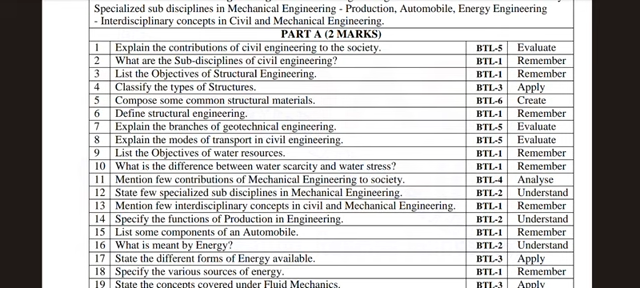 Specialized sub disciplines in Mechanical Engineering - Production, Automobile, Energy Engineering
- Interdisciplinary concepts in Civil and Mechanical Engineering.
PART A (2 MARKS)
1 Explain the contributions of civil engineering to the society. BTL-5 Evaluate
2 What are the Sub-disciplines of civil engineering? BTL-1 Remember
3 List the Objectives of Structural Engineering. BTL-1 Remember
4 Classify the types of Structures. BTL-3 Apply
5 Compose some common structural materials. BTL-6 Create
6 Define structural engineering. BTL-1 Remember
7 Explain the branches of geotechnical engineering. BTL-5 Evaluate
8 Explain the modes of transport in civil engineering. BTL-5 Evaluate
9 List the Objectives of water resources. BTL-1 Remember
10 What is the difference between water scarcity and water stress? BTL-1 Remember
11 Mention few contributions of Mechanical Engineering to society. BTL-4 Analyse
12 State few specialized sub disciplines in Mechanical Engineering. BTL-2 Understand
13 Mention few interdisciplinary concepts in civil and Mechanical Engineering. BTL-1 Remember
14 Specify the functions of Production in Engineering. BTL-2 Understand
15 List some components of an Automobile. BTL-1 Remember
16 What is meant by Energy? BTL-2 Understand
17 State the different forms of Energy available. BTL-3 Apply
18 Specify the various sources of energy. BTL-1 Remember
19 State the concepts covered under Fluid Mechanics. BTL-3 Apply